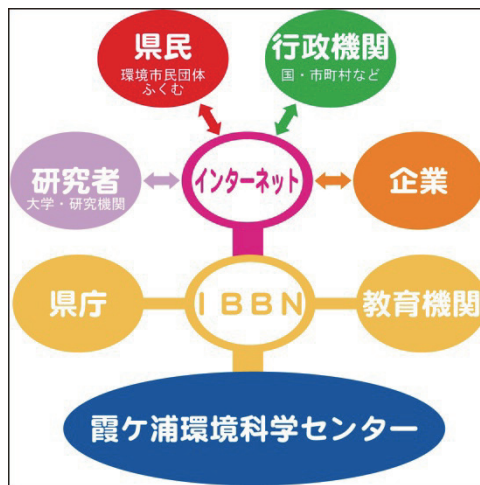 県民
環境市民団体
ふくむ
行政機関
国・市町村など
研究者
大学・研究機関
インターネット
企業
県庁
IBBN
教育機関
霞ケ浦環境科学センター